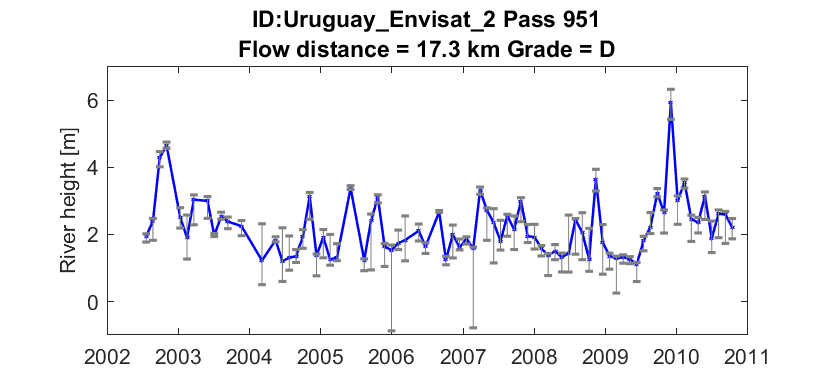 ID:Uruguay_Envisat_2 Pass 951
Flow distance = 17.3 km Grade = D
River height [m]
6
4
2
0
2002 2003 2004 2005 2006 2007 2008 2009 2010 2011